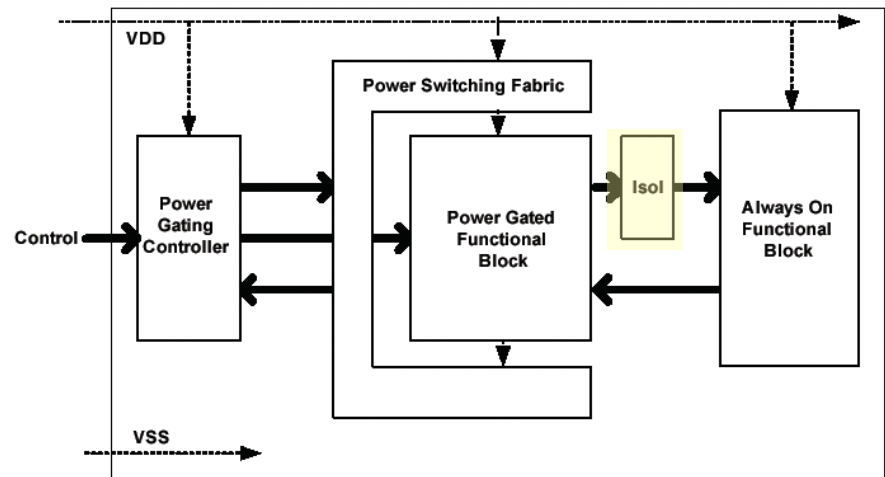 VDD
Power Switching Fabric
Power
Gating
Controller
Control
Power Gated
Functional
Block
Isol
Always On
Functional
Block
VSS